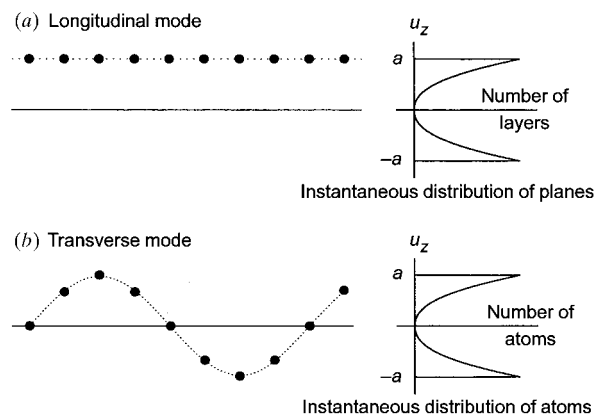 (a) Longitudinal mode
u_z
a
Number of
layers
–a
Instantaneous distribution of planes
(b) Transverse mode
u_z
a
Number of
atoms
–a
Instantaneous distribution of atoms